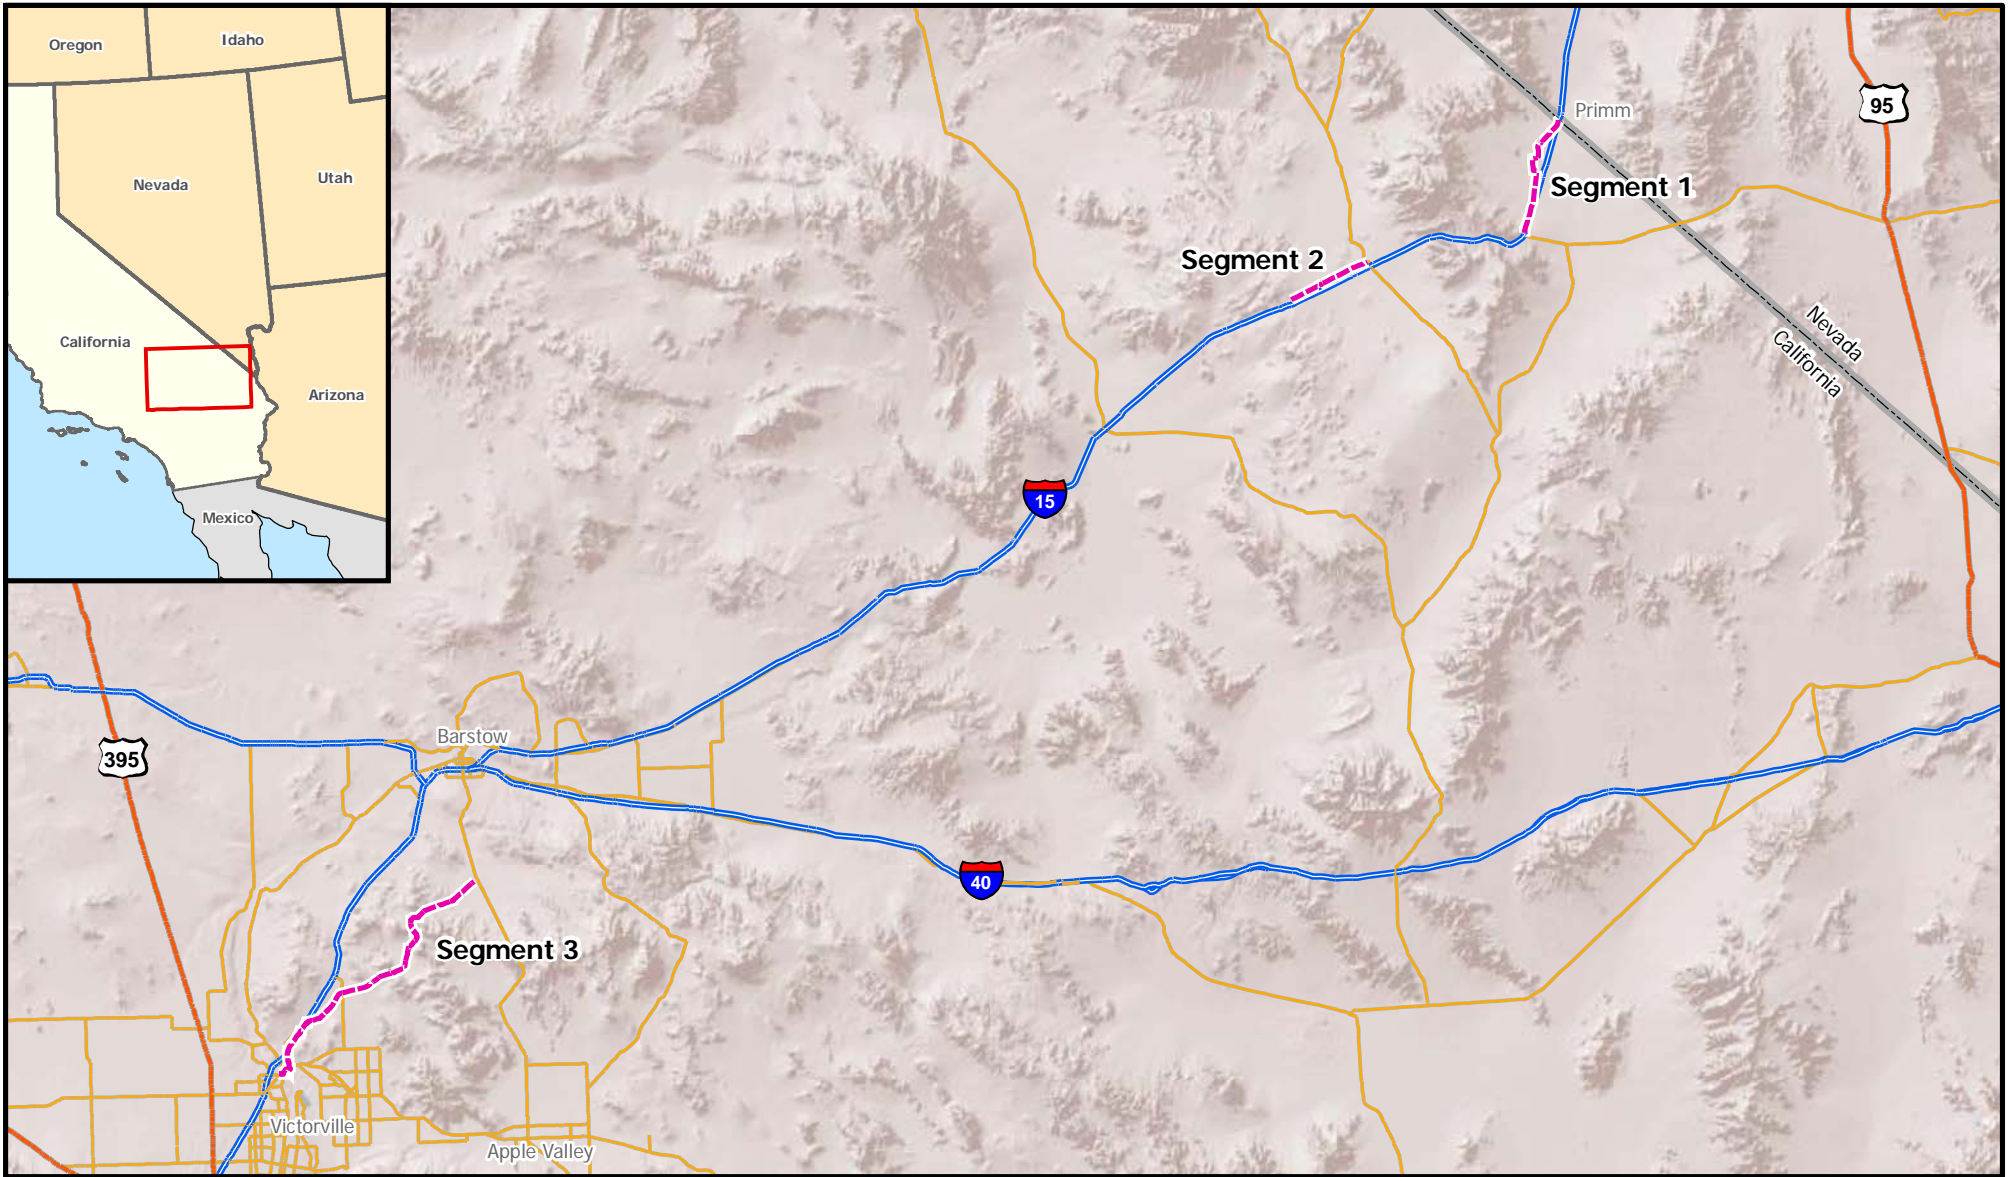 Oregon
Idaho
Nevada
Utah
California
Arizona
Mexico
95
Primm
Segment 1
Segment 2
Nevada
California
15
Barstow
395
40
Segment 3
Victorville
Apple Valley